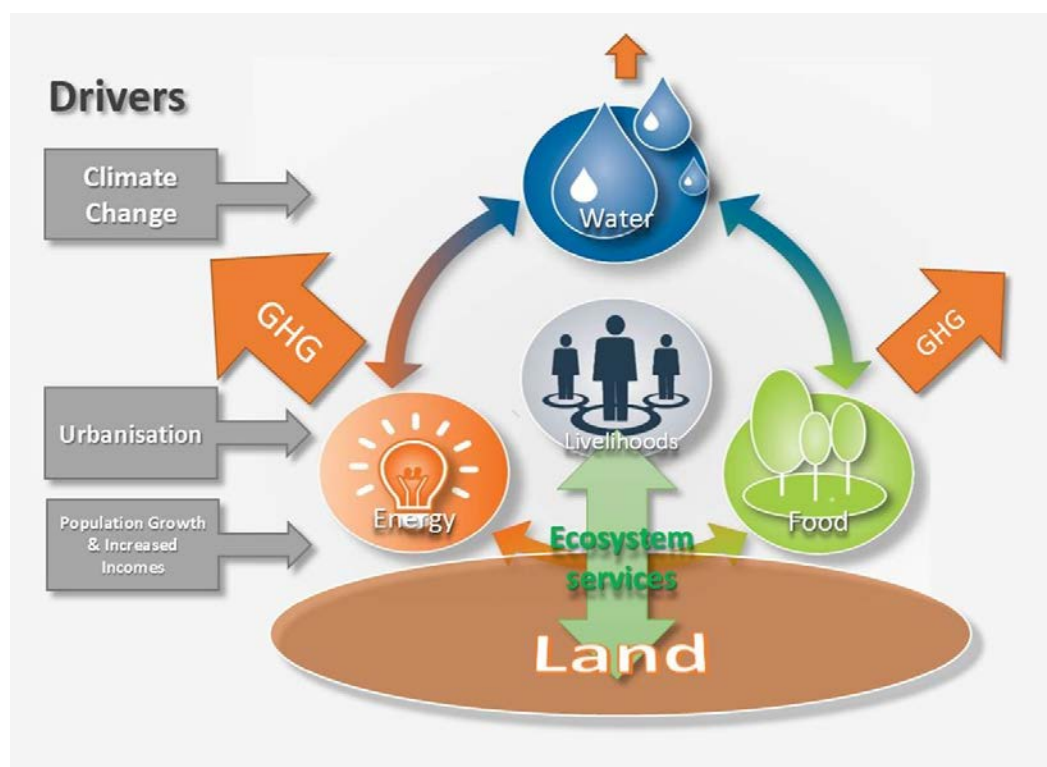 Drivers
Climate
Change
Water
GHG
GHG
Urbanisation
Livelihoods
Energy
Food
Population Growth
& Increased
Incomes
Ecosystem
services
Land